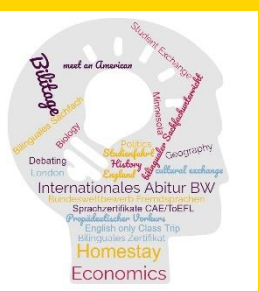 Student Exchange
Bilitage
meet an American
Bilinguales Sachfach
Minnesota
bilingualer Sachfachunterricht
Biology
Politics
Studienfahrt
Debating
History
Geography
London
England
cultural exchange
Internationales Abitur BW
Bundeswettbewerb Fremdsprachen
Sprachzertifikate CAE/ToEFL
Propädeutischer Vorkurs
English only Class Trip
Bilinguales Zertifikat
Homestay
Economics